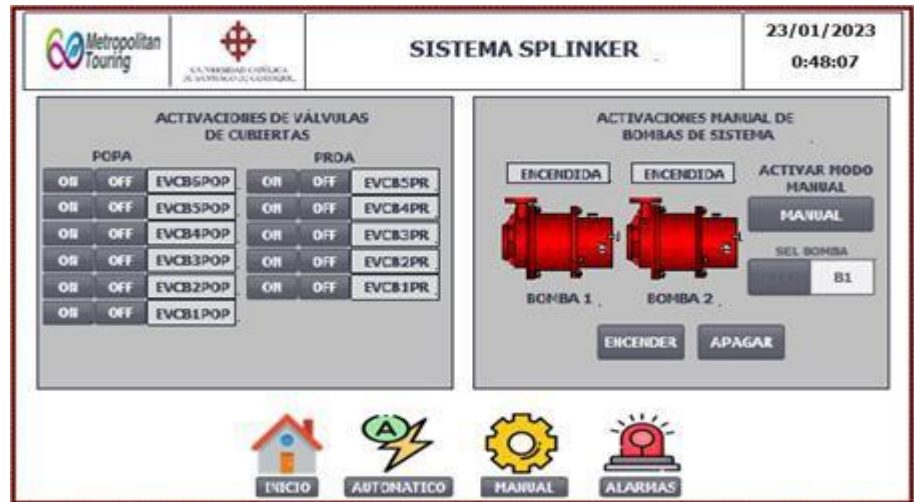 Metropolitan
Touring
SISTEMA SPLINKER
23/01/2023
0:48:07
ACTIVACIONES DE VÁLVULAS
DE CUBIERTAS
POPA PROA
ON OFF EVCB6POP ON OFF EVCB5PR
ON OFF EVCB5POP ON OFF EVCB4PR
ON OFF EVCB4POP ON OFF EVCB3PR
ON OFF EVCB3POP ON OFF EVCB2PR
ON OFF EVCB2POP ON OFF EVCB1PR
ON OFF EVCB1POP
ACTIVACIONES MANUAL DE
BOMBAS DE SISTEMA
ENCENDIDA ENCENDIDA
ACTIVAR MODO
MANUAL
MANUAL
SEL BOMBA
B1
BOMBA 1 BOMBA 2
ENCENDER APAGAR
A
INICIO AUTOMATICO MANUAL ALARMAS